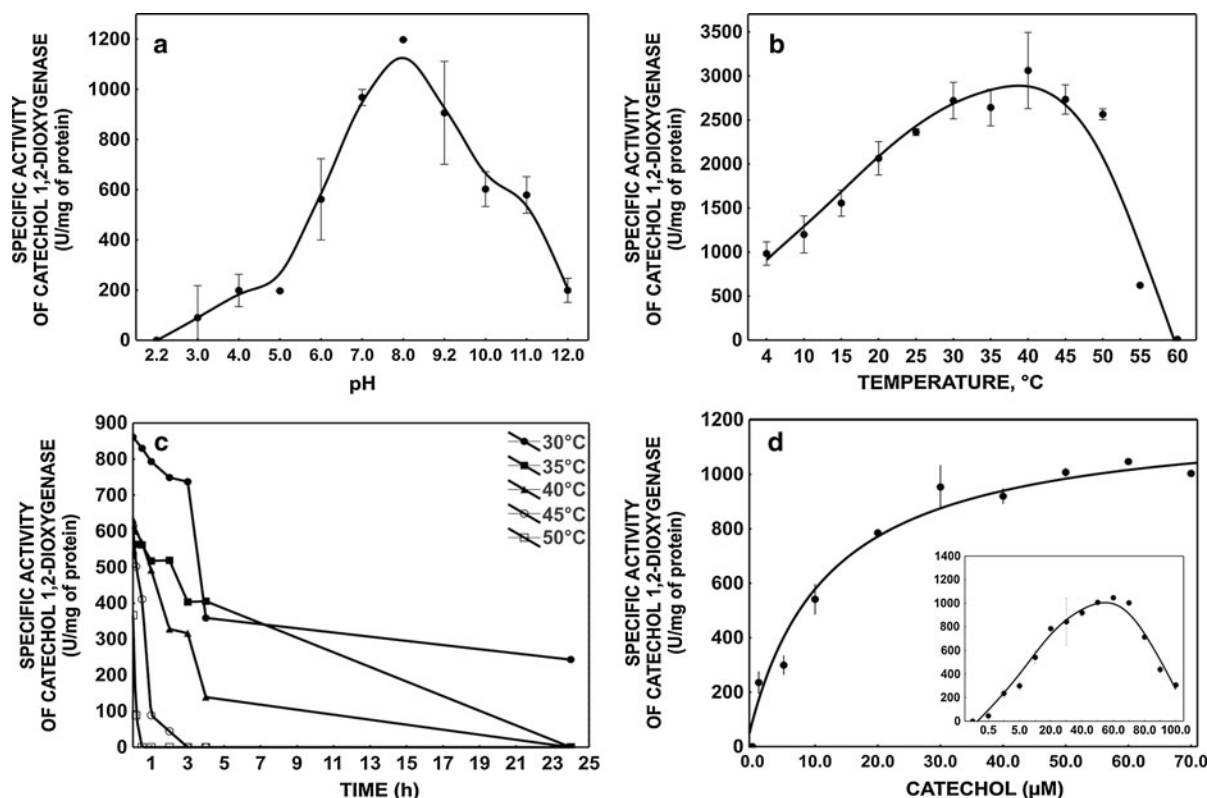 a
SPECIFIC ACTIVITY
OF CATECHOL 1,2-DIOXYGENASE
(U/mg of protein)
1200
1000
800
600
400
200
0
2.2 3.0 4.0 5.0 6.0 7.0 8.0 9.2 10.0 11.0 12.0
pH
b
SPECIFIC ACTIVITY
OF CATECHOL 1,2-DIOXYGENASE
(U/mg of protein)
3500
3000
2500
2000
1500
1000
500
0
4 10 15 20 25 30 35 40 45 50 55 60
TEMPERATURE, °C
c
SPECIFIC ACTIVITY
OF CATECHOL 1,2-DIOXYGENASE
(U/mg of protein)
900
800
700
600
500
400
300
200
100
0
30°C
35°C
40°C
45°C
50°C
1 3 5 7 9 11 13 15 17 19 21 23 25
TIME (h)
d
SPECIFIC ACTIVITY
OF CATECHOL 1,2-DIOXYGENASE
(U/mg of protein)
1200
1000
800
600
400
200
0
1400
1200
1000
800
600
400
200
0
0.5 5.0 20.0 40.0 60.0 80.0 100.0
0.0 10.0 20.0 30.0 40.0 50.0 60.0 70.0
CATECHOL (µM)